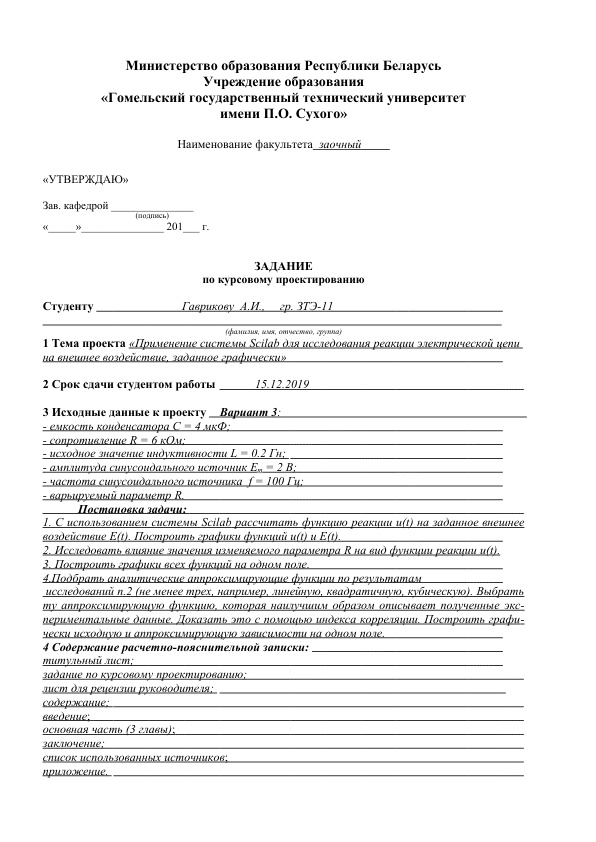 Министерство образования Республики Беларусь
Учреждение образования
«Гомельский государственный технический университет
имени П.О. Сухого»
Наименование факультета_заочный_____
«УТВЕРЖДАЮ»
Зав. кафедрой _______________
(подпись)
«_____»_______________ 201___ г.
ЗАДАНИЕ
по курсовому проектированию
Студенту Гаврикову А.И., гр. ЗТЭ-11
(фамилия, имя, отчество, группа)
1 Тема проекта «Применение системы Scilab для исследования реакции электрической цепи
на внешнее воздействие, заданное графически»
2 Срок сдачи студентом работы 15.12.2019
3 Исходные данные к проекту Вариант 3:
- емкость конденсатора C = 4 мкФ;
- сопротивление R = 6 кОм;
- исходное значение индуктивности L = 0.2 Гн;
- амплитуда синусоидального источник Em = 2 В;
- частота синусоидального источника f = 100 Гц;
- варьируемый параметр R.
Постановка задачи:
1. С использованием системы Scilab рассчитать функцию реакции u(t) на заданное внешнее
воздействие E(t). Построить графики функций u(t) и E(t).
2. Исследовать влияние значения изменяемого параметра R на вид функции реакции u(t).
3. Построить графики всех функций на одном поле.
4.Подбрать аналитические аппроксимирующие функции по результатам
исследований п.2 (не менее трех, например, линейную, квадратичную, кубическую). Выбрать
ту аппроксимирующую функцию, которая наилучшим образом описывает полученные экс-
периментальные данные. Доказать это с помощью индекса корреляции. Построить графи-
чески исходную и аппроксимирующую зависимости на одном поле.
4 Содержание расчетно-пояснительной записки:
титульный лист;
задание по курсовому проектированию;
лист для рецензии руководителя;
содержание;
введение;
основная часть (3 главы);
заключение;
список использованных источников;
приложение.